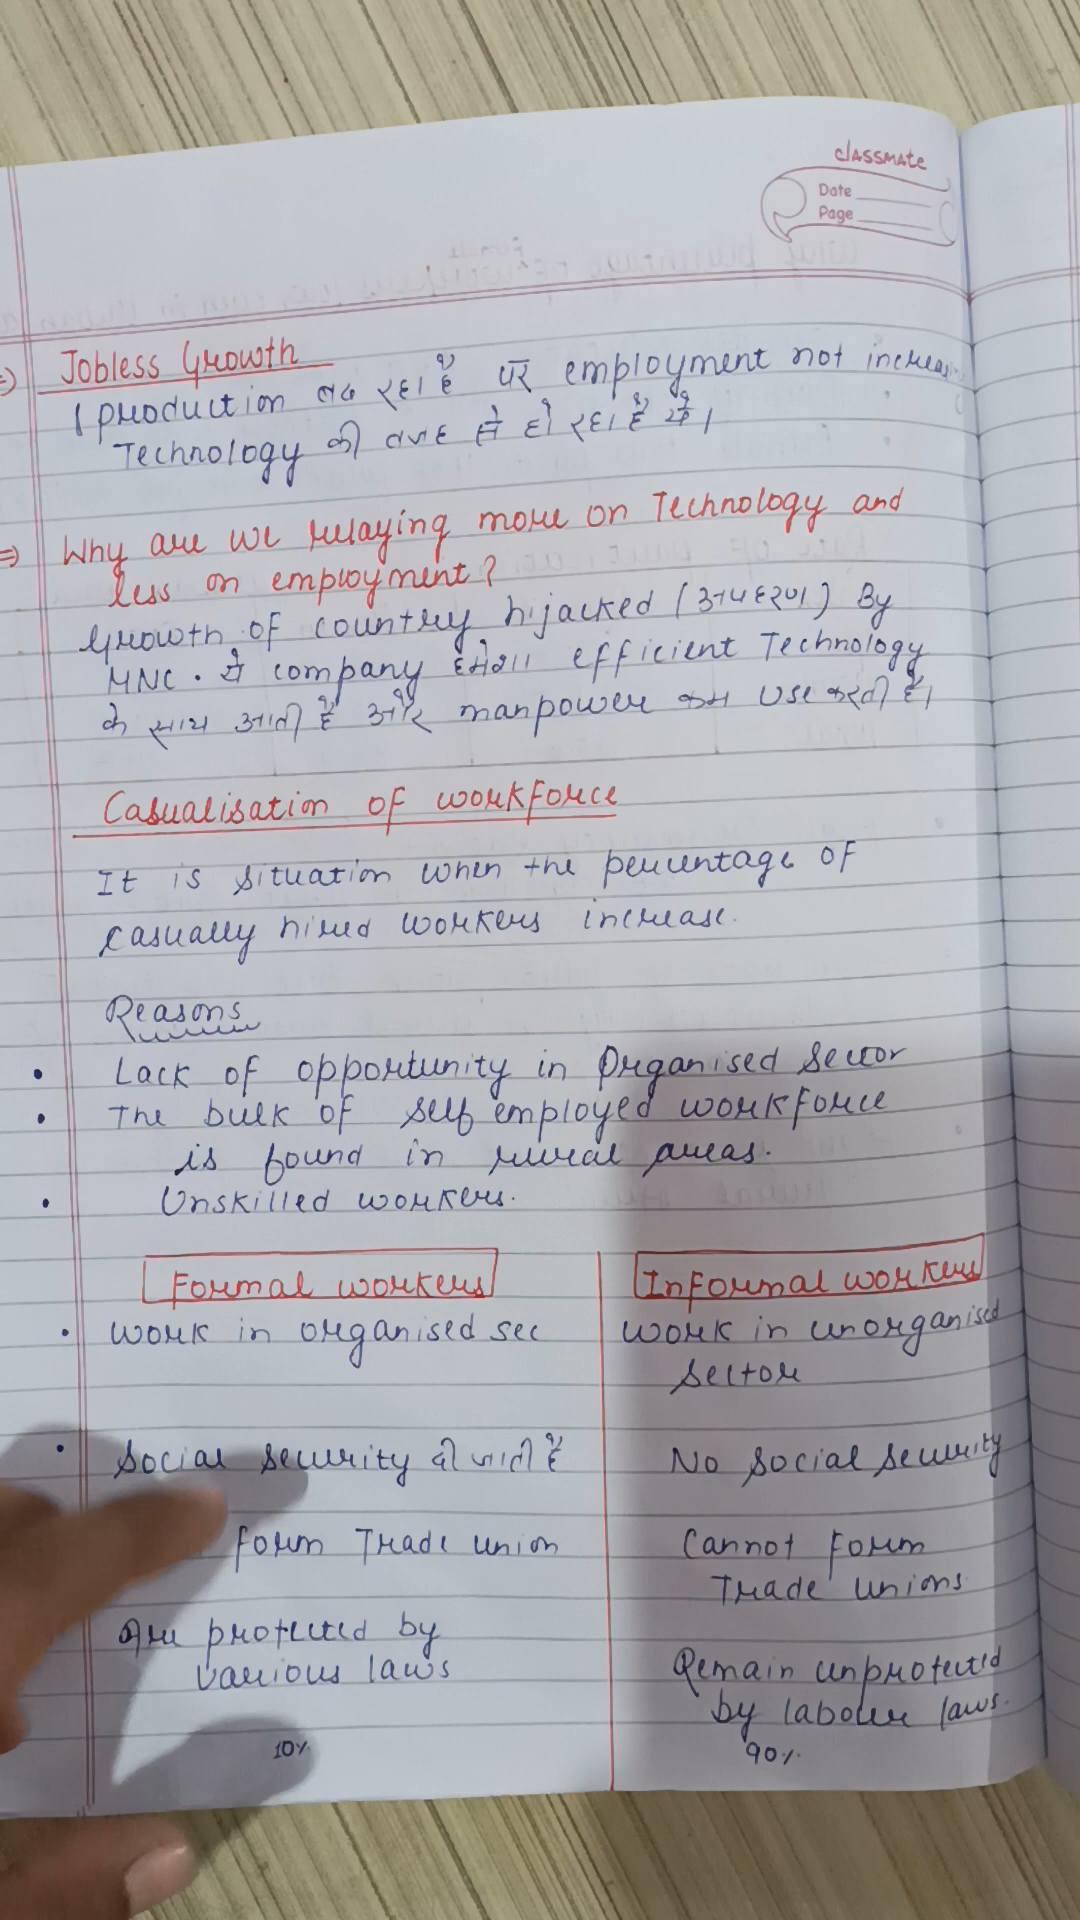 classmate
Date
Page
Jobless Growth
production बढ रहा है पर employment not increasing
Technology की वजह से हो रहा है
⇒ Why are we relaying more on Technology and
less on employment?
Growth of country hijacked (अपहरण) By
MNC. ये company हमेशा efficient Technology
के साथ आती है और manpower कम use करती है।
Casualisation of workforce
It is situation when the percentage of
casually hired workers increase.
Reasons
• Lack of opportunity in Organised Sector
• The bulk of self employed workforce
is found in rural areas.
• Unskilled workers.
Formal workers
Informal workers
• work in organised sec
work in unorganised
sector
• Social security दी जाती है
No social security
form Trade union
Cannot form
Trade unions
Are protected by
various laws
Remain unprotected
by labour laws.
10%
90%